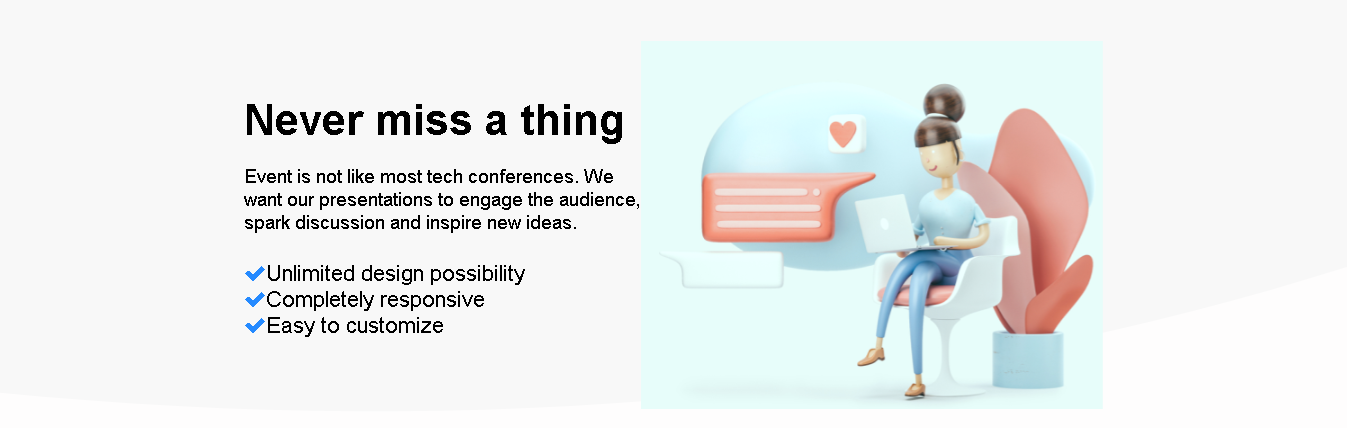 Never miss a thing
Event is not like most tech conferences. We
want our presentations to engage the audience,
spark discussion and inspire new ideas.
Unlimited design possibility
Completely responsive
Easy to customize